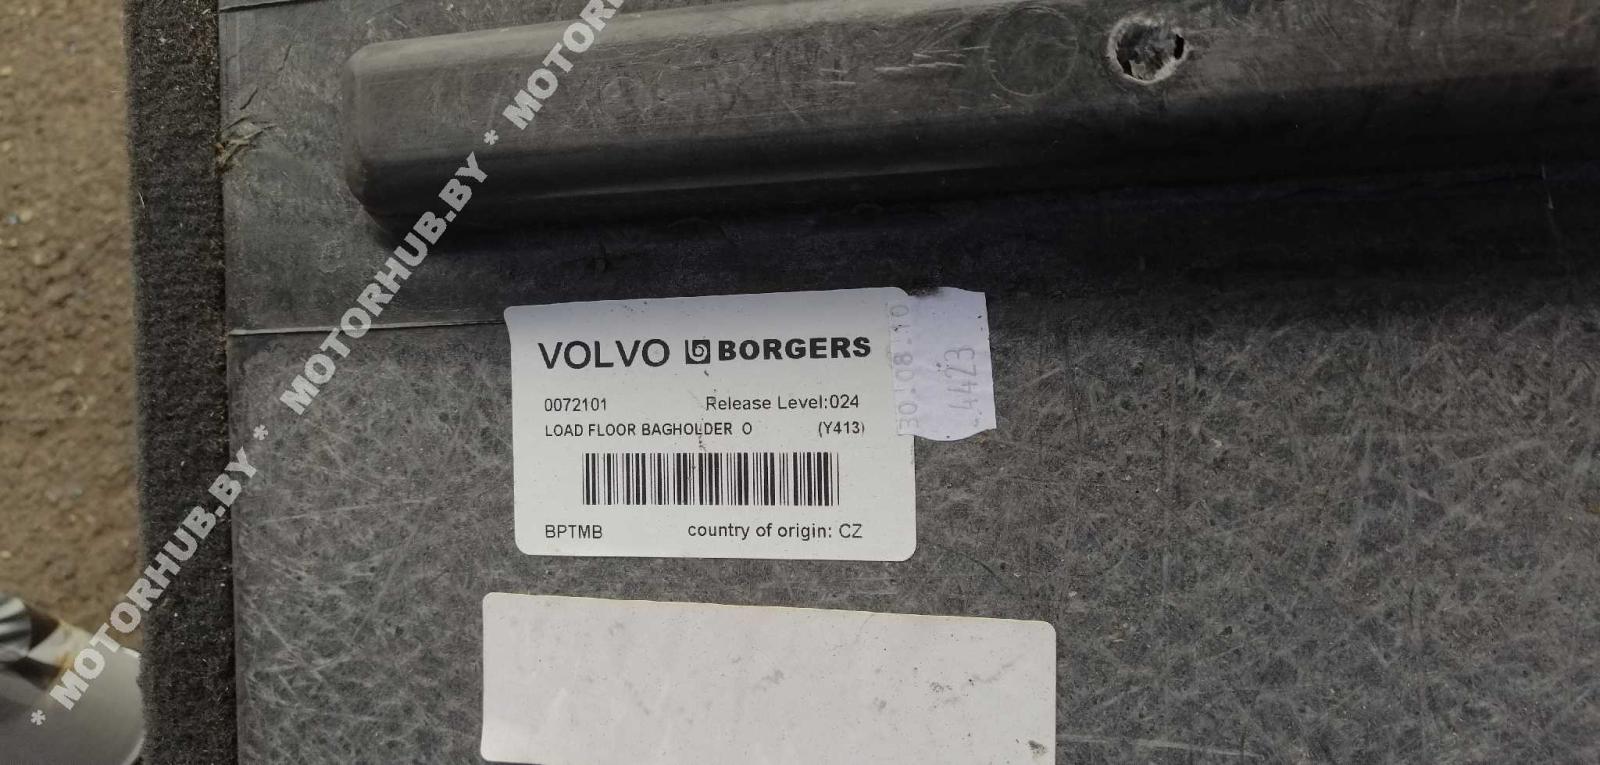 VOLVO BORGERS
0072101 Release Level:024
LOAD FLOOR BAGHOLDER O (Y413)
BPTMB country of origin: CZ
30.08.10
4423
* MOTORHUB.BY * MOTORHUB.BY * MOTORHUB.BY * MOTOR